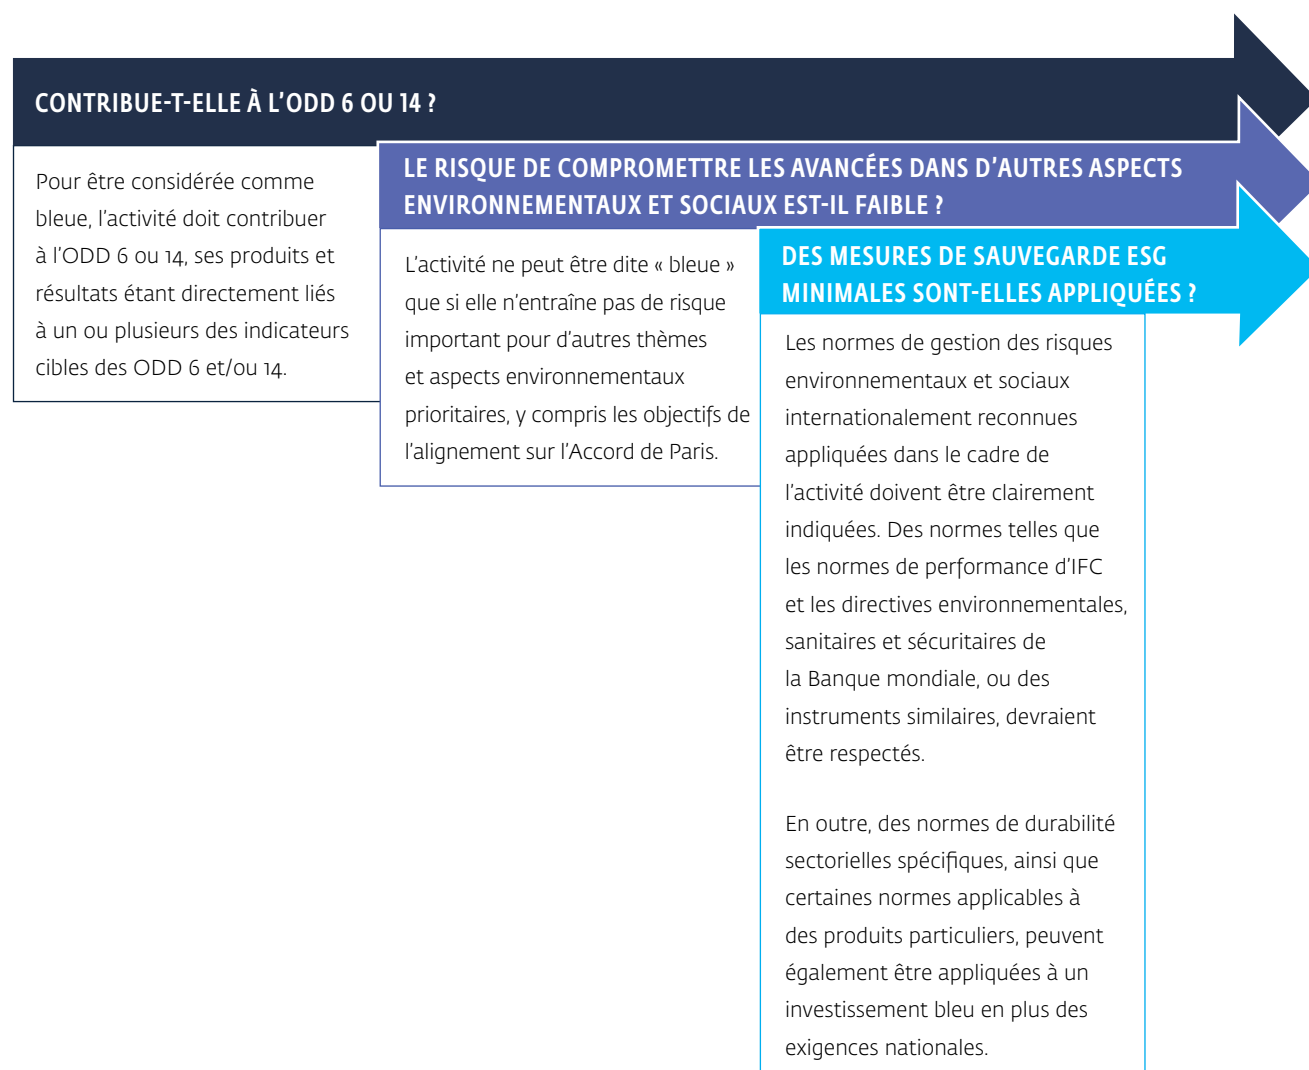 CONTRIBUE-T-ELLE À L’ODD 6 OU 14 ?
Pour être considérée comme
bleue, l’activité doit contribuer
à l’ODD 6 ou 14, ses produits et
résultats étant directement liés
à un ou plusieurs des indicateurs
cibles des ODD 6 et/ou 14.
LE RISQUE DE COMPROMETTRE LES AVANCÉES DANS D’AUTRES ASPECTS
ENVIRONNEMENTAUX ET SOCIAUX EST-IL FAIBLE ?
L’activité ne peut être dite « bleue »
que si elle n’entraîne pas de risque
important pour d’autres thèmes
et aspects environnementaux
prioritaires, y compris les objectifs de
l’alignement sur l’Accord de Paris.
DES MESURES DE SAUVEGARDE ESG
MINIMALES SONT-ELLES APPLIQUÉES ?
Les normes de gestion des risques
environnementaux et sociaux
internationalement reconnues
appliquées dans le cadre de
l’activité doivent être clairement
indiquées. Des normes telles que
les normes de performance d’IFC
et les directives environnementales,
sanitaires et sécuritaires de
la Banque mondiale, ou des
instruments similaires, devraient
être respectés.
En outre, des normes de durabilité
sectorielles spécifiques, ainsi que
certaines normes applicables à
des produits particuliers, peuvent
également être appliquées à un
investissement bleu en plus des
exigences nationales.